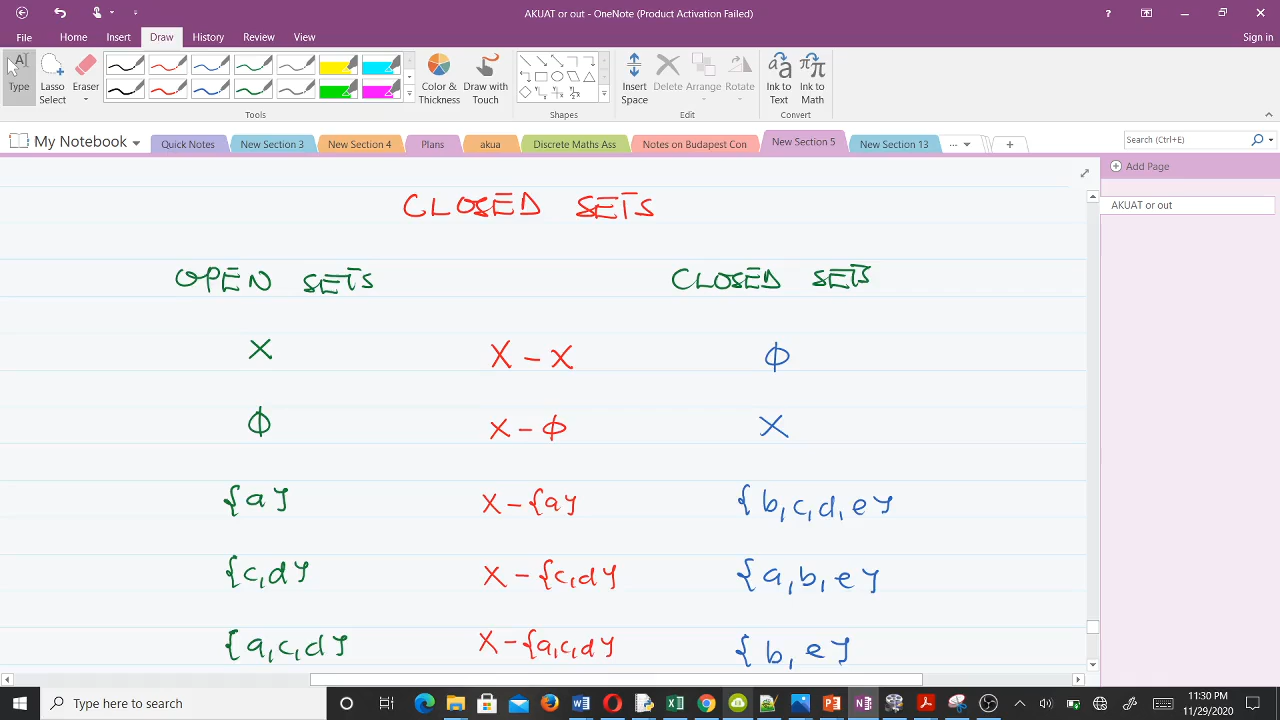 AKUAT or out - OneNote (Product Activation Failed)
File Home Insert Draw History Review View Sign in
Type Lasso Select Eraser Color & Thickness Draw with Touch Insert Space Delete Arrange Rotate Ink to Text Ink to Math
Tools Shapes Edit Convert
My Notebook Quick Notes New Section 3 New Section 4 Plans akua Discrete Maths Ass Notes on Budapest Con New Section 5 New Section 13 ... Search (Ctrl+E)
Add Page
AKUAT or out
CLOSED SETS
OPEN SETS CLOSED SETS
X X - X ϕ
ϕ X - ϕ X
{a} X - {a} {b, c, d, e}
{c, d} X - {c, d} {a, b, e}
{a, c, d} X - {a, c, d} {b, e}
Type here to search
11:30 PM
11/29/2020